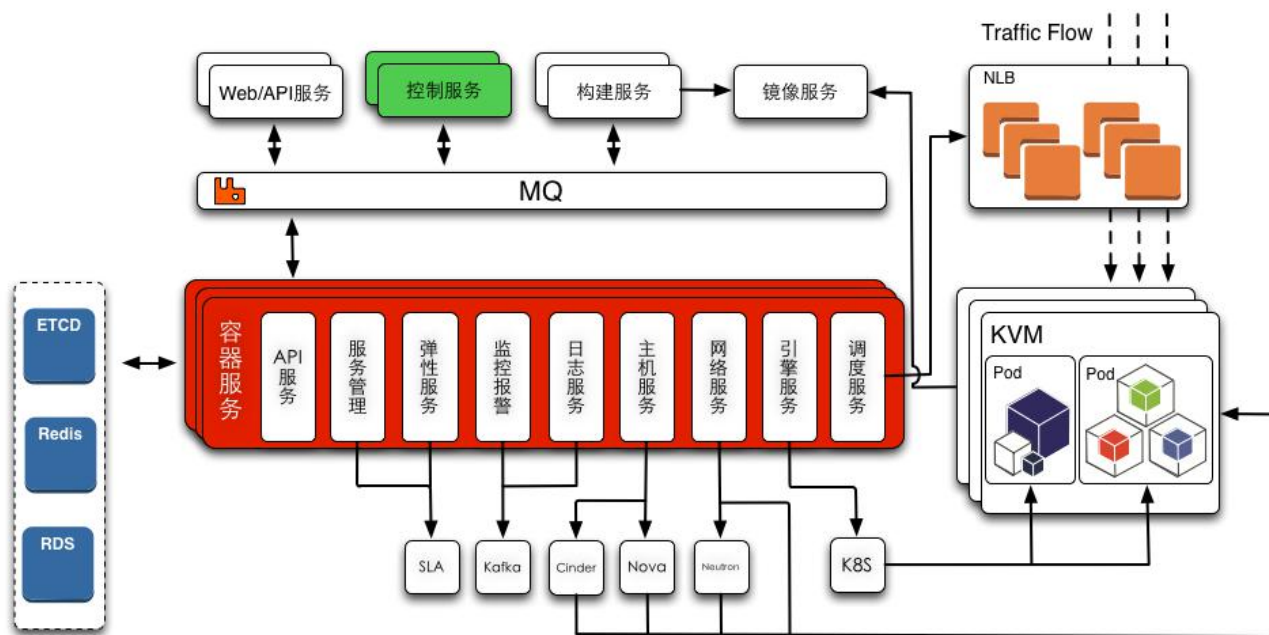 Traffic Flow
Web/API服务
控制服务
构建服务
镜像服务
NLB
MQ
ETCD
Redis
RDS
容器服务
API服务
服务管理
弹性服务
监控报警
日志服务
主机服务
网络服务
引擎服务
调度服务
KVM
Pod
Pod
SLA
Kafka
Cinder
Nova
Neutron
K8S